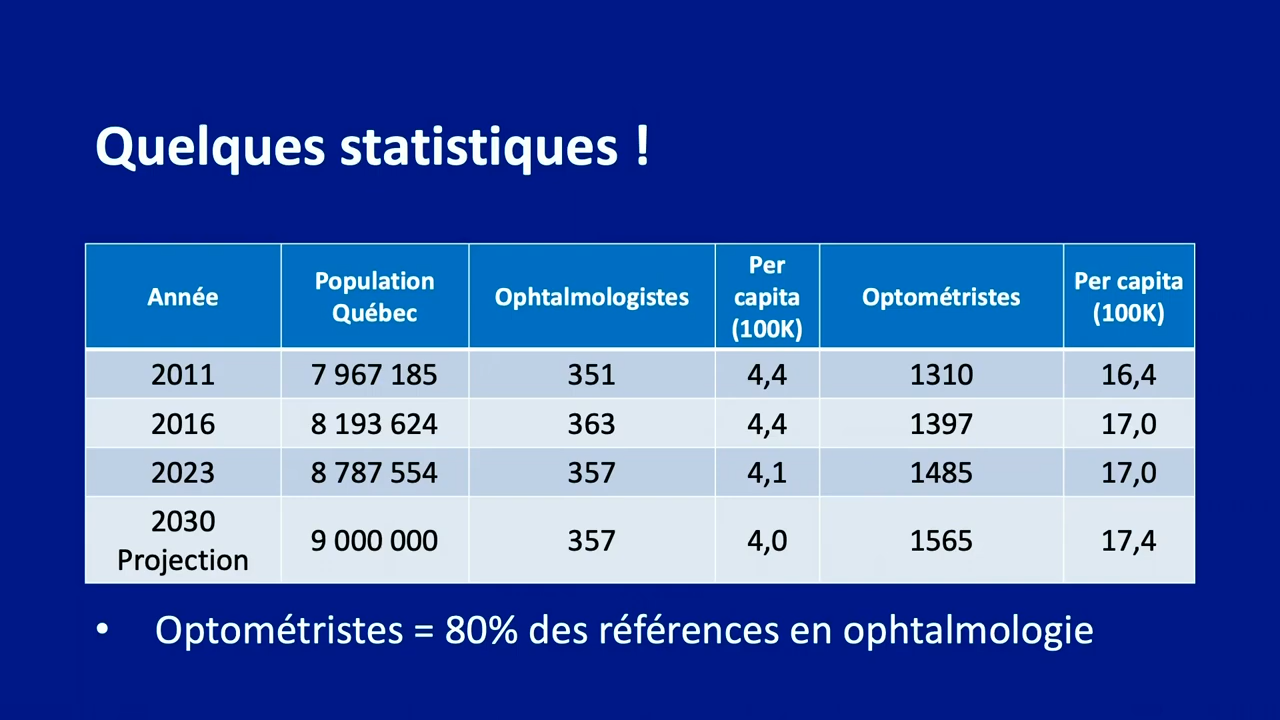 Quelques statistiques !
Année Population Québec Ophtalmologistes Per capita (100K) Optométristes Per capita (100K)
2011 7 967 185 351 4,4 1310 16,4
2016 8 193 624 363 4,4 1397 17,0
2023 8 787 554 357 4,1 1485 17,0
2030 Projection 9 000 000 357 4,0 1565 17,4
• Optométristes = 80% des références en ophtalmologie